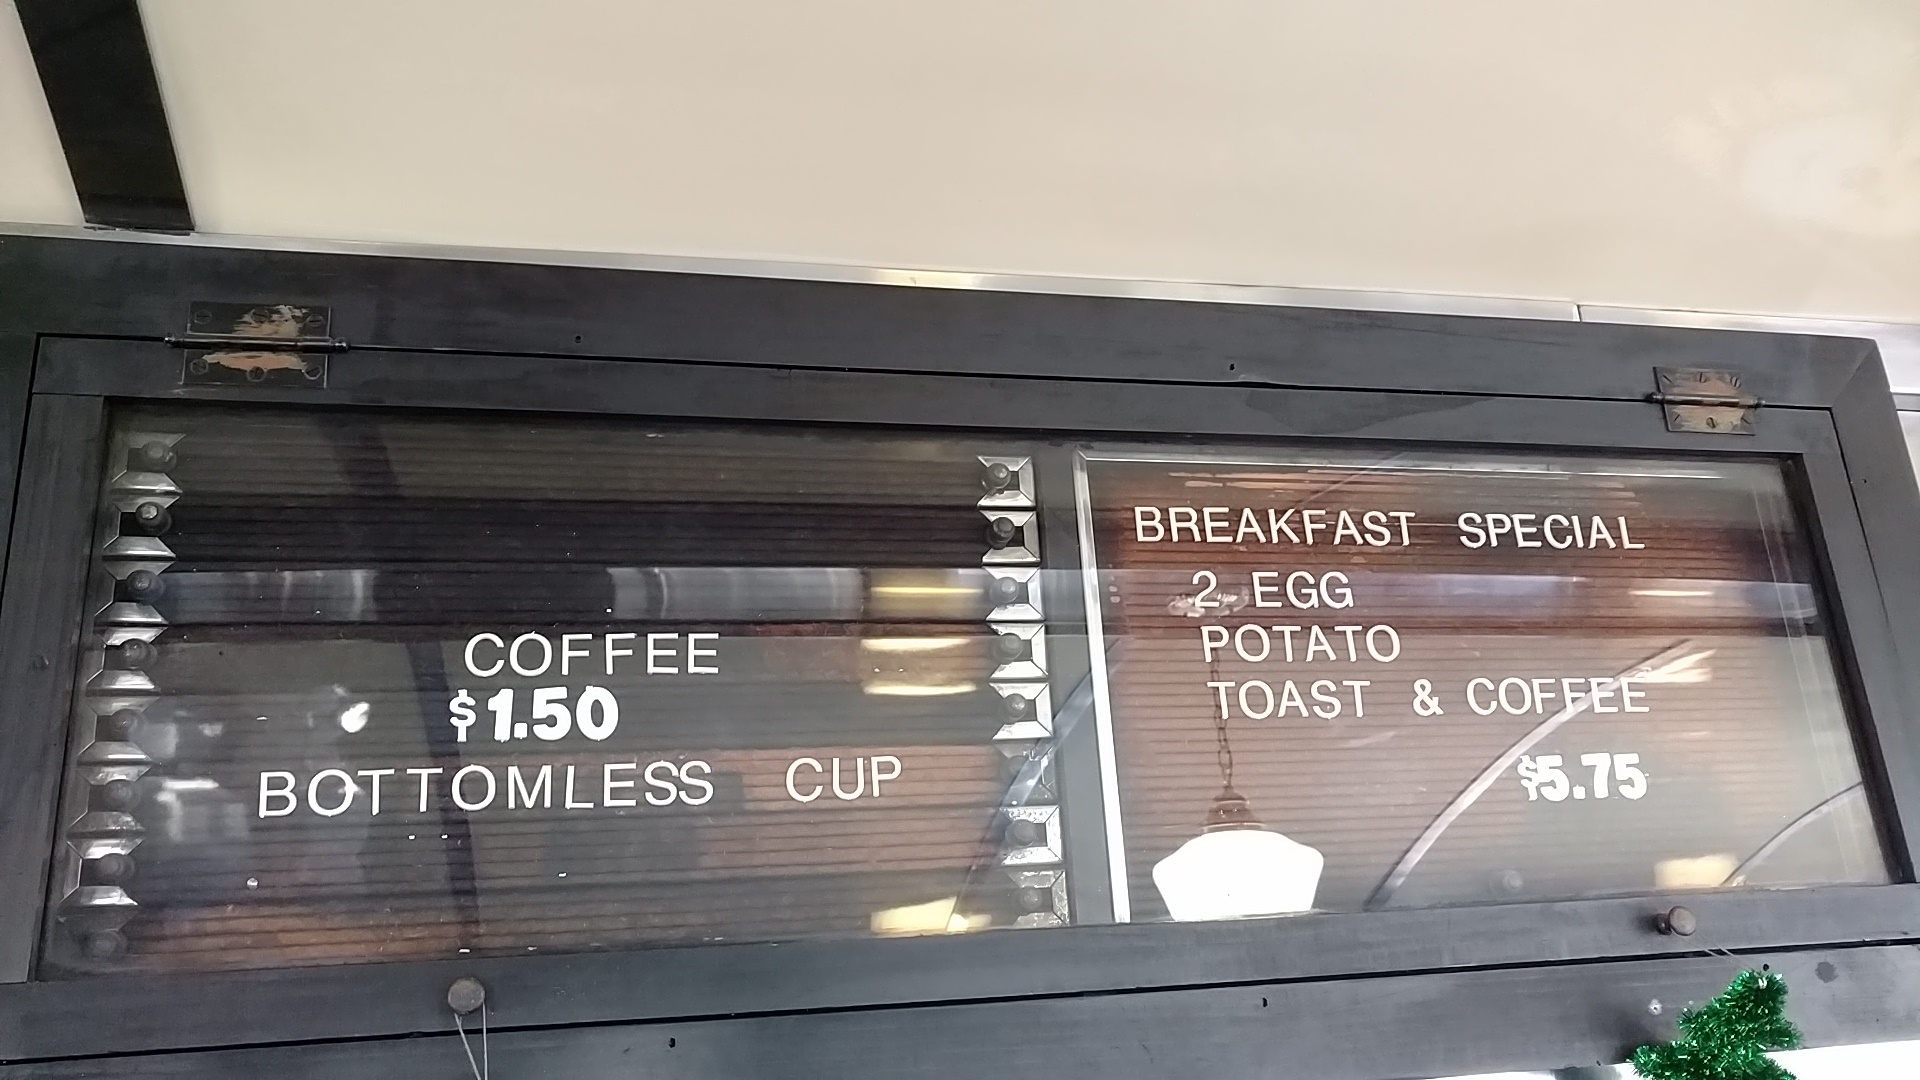 COFFEE
$1.50
BOTTOMLESS CUP
BREAKFAST SPECIAL
2 EGG
POTATO
TOAST & COFFEE
$5.75